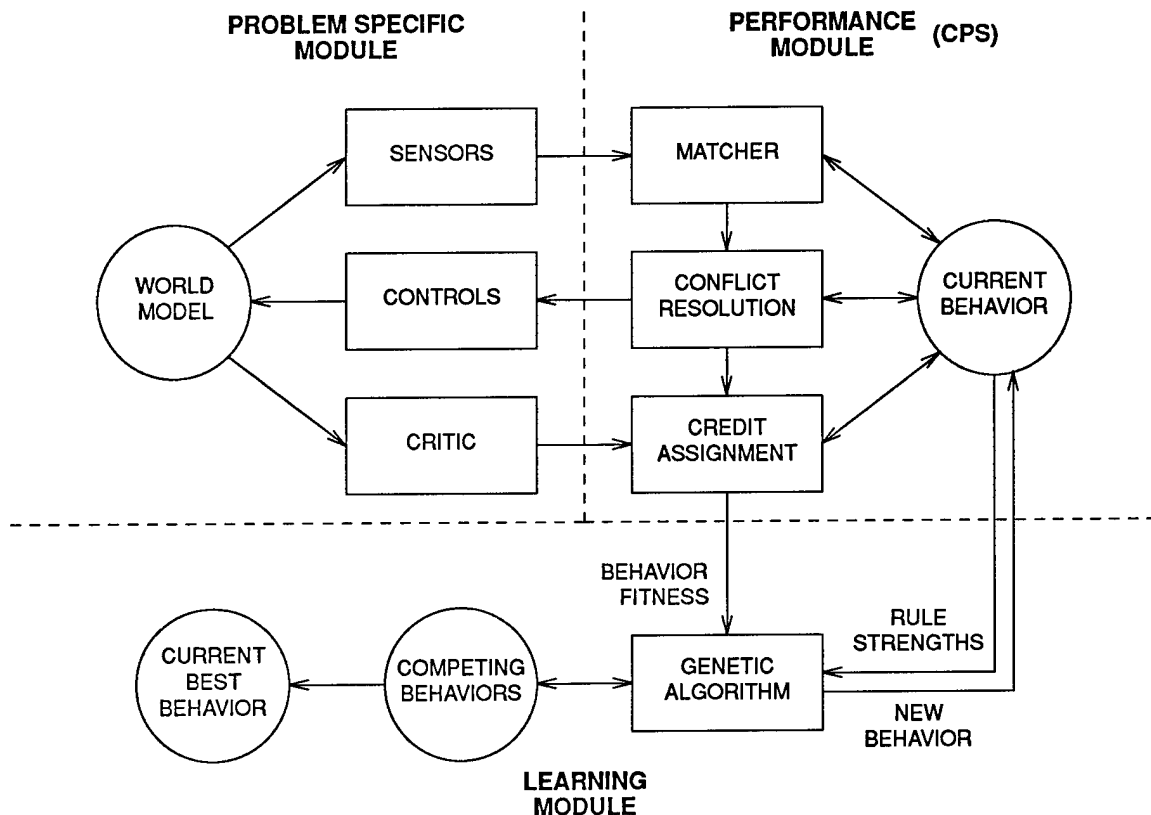 PROBLEM SPECIFIC
MODULE
PERFORMANCE
MODULE (CPS)
SENSORS
MATCHER
WORLD
MODEL
CONTROLS
CONFLICT
RESOLUTION
CURRENT
BEHAVIOR
CRITIC
CREDIT
ASSIGNMENT
BEHAVIOR
FITNESS
RULE
STRENGTHS
CURRENT
BEST
BEHAVIOR
COMPETING
BEHAVIORS
GENETIC
ALGORITHM
NEW
BEHAVIOR
LEARNING
MODULE